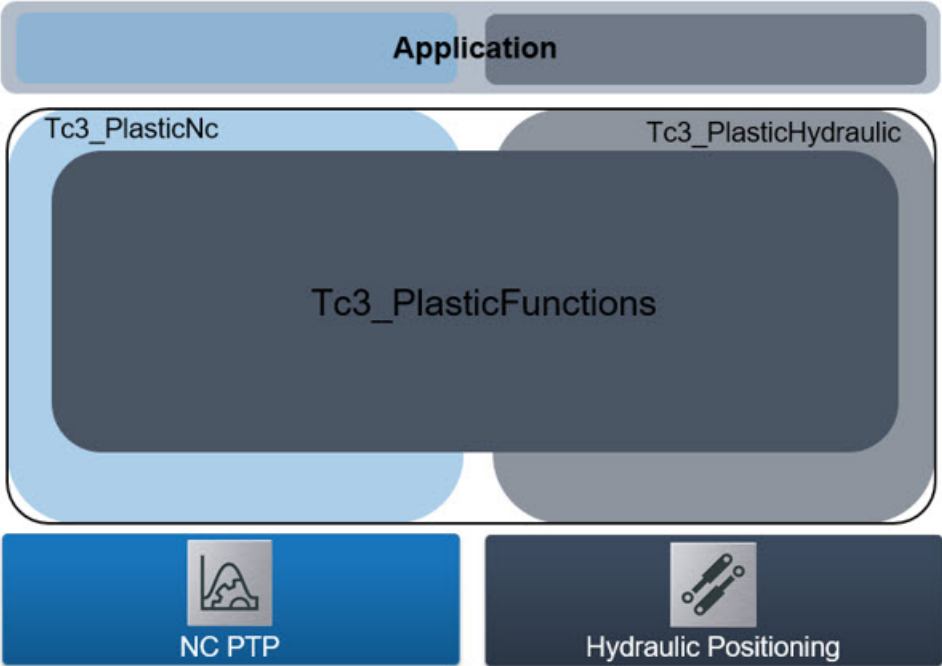 Application
Tc3_PlasticNc
Tc3_PlasticHydraulic
Tc3_PlasticFunctions
NC PTP
Hydraulic Positioning